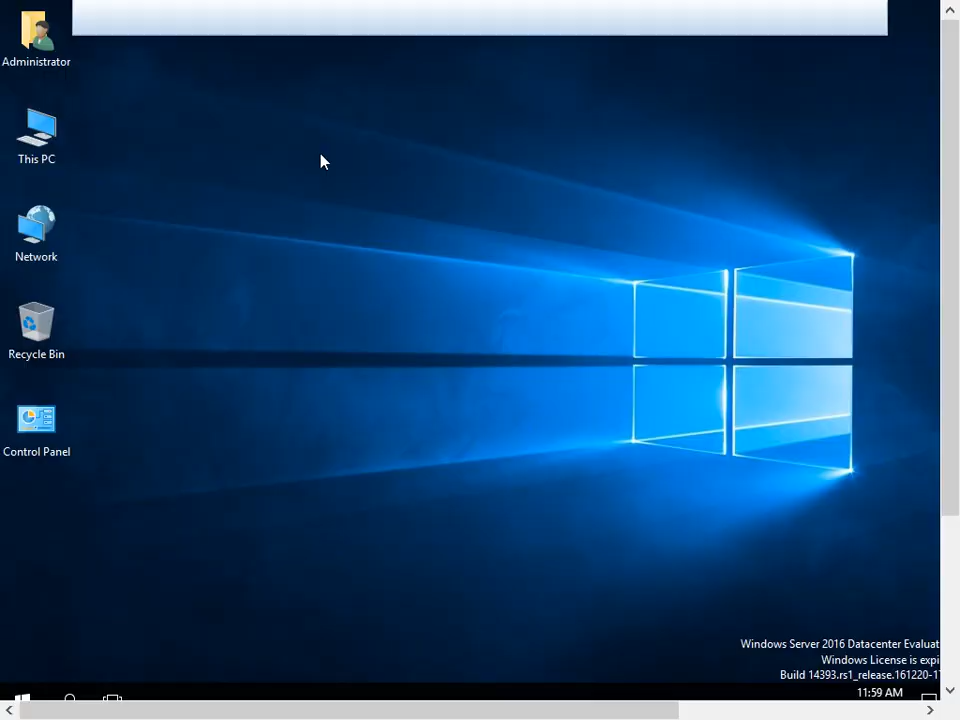 Administrator
This PC
Network
Recycle Bin
Control Panel
Windows Server 2016 Datacenter Evaluat
Windows License is expi
Build 14393.rs1_release.161220-1
11:59 AM